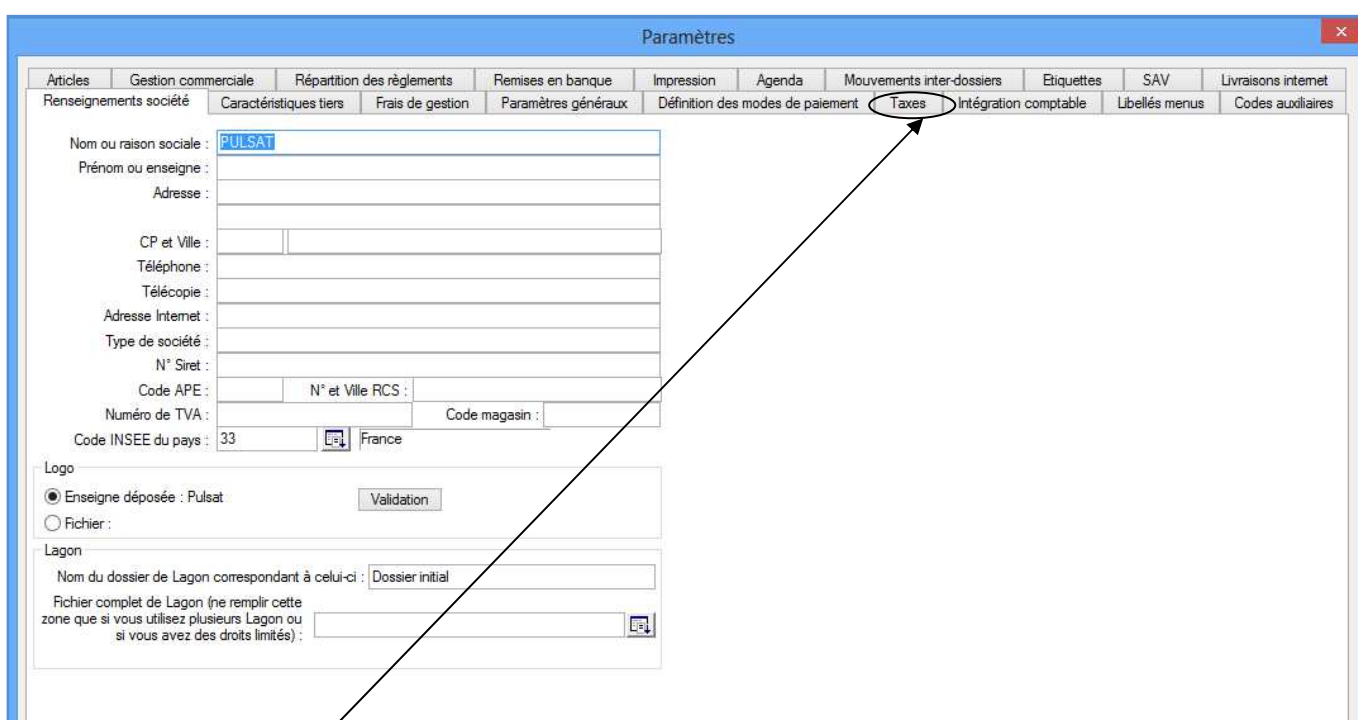 Paramètres
×
Articles Gestion commerciale Répartition des règlements Remises en banque Impression Agenda Mouvements inter-dossiers Etiquettes SAV Livraisons internet
Renseignements société Caractéristiques tiers Frais de gestion Paramètres généraux Définition des modes de paiement Taxes Intégration comptable Libellés menus Codes auxiliaires
Nom ou raison sociale : PULSAT
Prénom ou enseigne :
Adresse :
CP et Ville :
Téléphone :
Télécopie :
Adresse Internet :
Type de société :
N° Siret :
Code APE : N° et Ville RCS :
Numéro de TVA : Code magasin :
Code INSEE du pays : 33 France
Logo
Enseigne déposée : Pulsat Validation
Fichier :
Lagon
Nom du dossier de Lagon correspondant à celui-ci : Dossier initial
Fichier complet de Lagon (ne remplir cette
zone que si vous utilisez plusieurs Lagon ou
si vous avez des droits limités) :